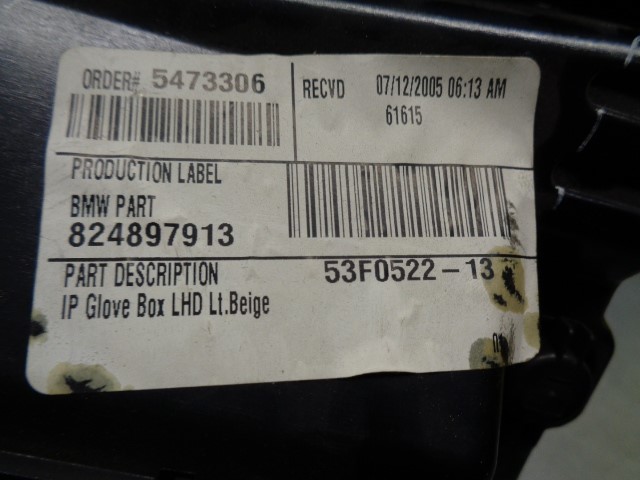 ORDER# 5473306
RECVD 07/12/2005 06:13 AM
61615
PRODUCTION LABEL
BMW PART
824897913
53F0522-13
PART DESCRIPTION
IP Glove Box LHD Lt.Beige